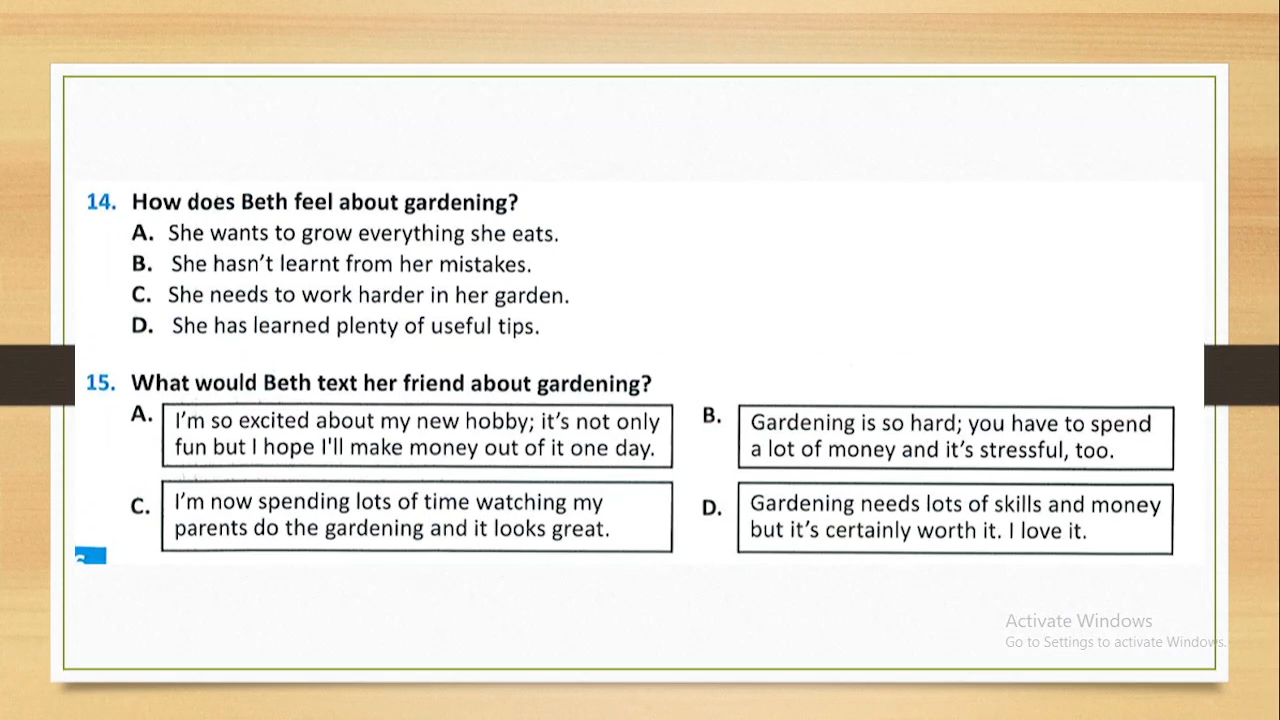 14. How does Beth feel about gardening?
A. She wants to grow everything she eats.
B. She hasn't learnt from her mistakes.
C. She needs to work harder in her garden.
D. She has learned plenty of useful tips.
15. What would Beth text her friend about gardening?
A. I'm so excited about my new hobby; it's not only
fun but I hope I'll make money out of it one day.
B. Gardening is so hard; you have to spend
a lot of money and it's stressful, too.
C. I'm now spending lots of time watching my
parents do the gardening and it looks great.
D. Gardening needs lots of skills and money
but it's certainly worth it. I love it.
Activate Windows
Go to Settings to activate Windows.